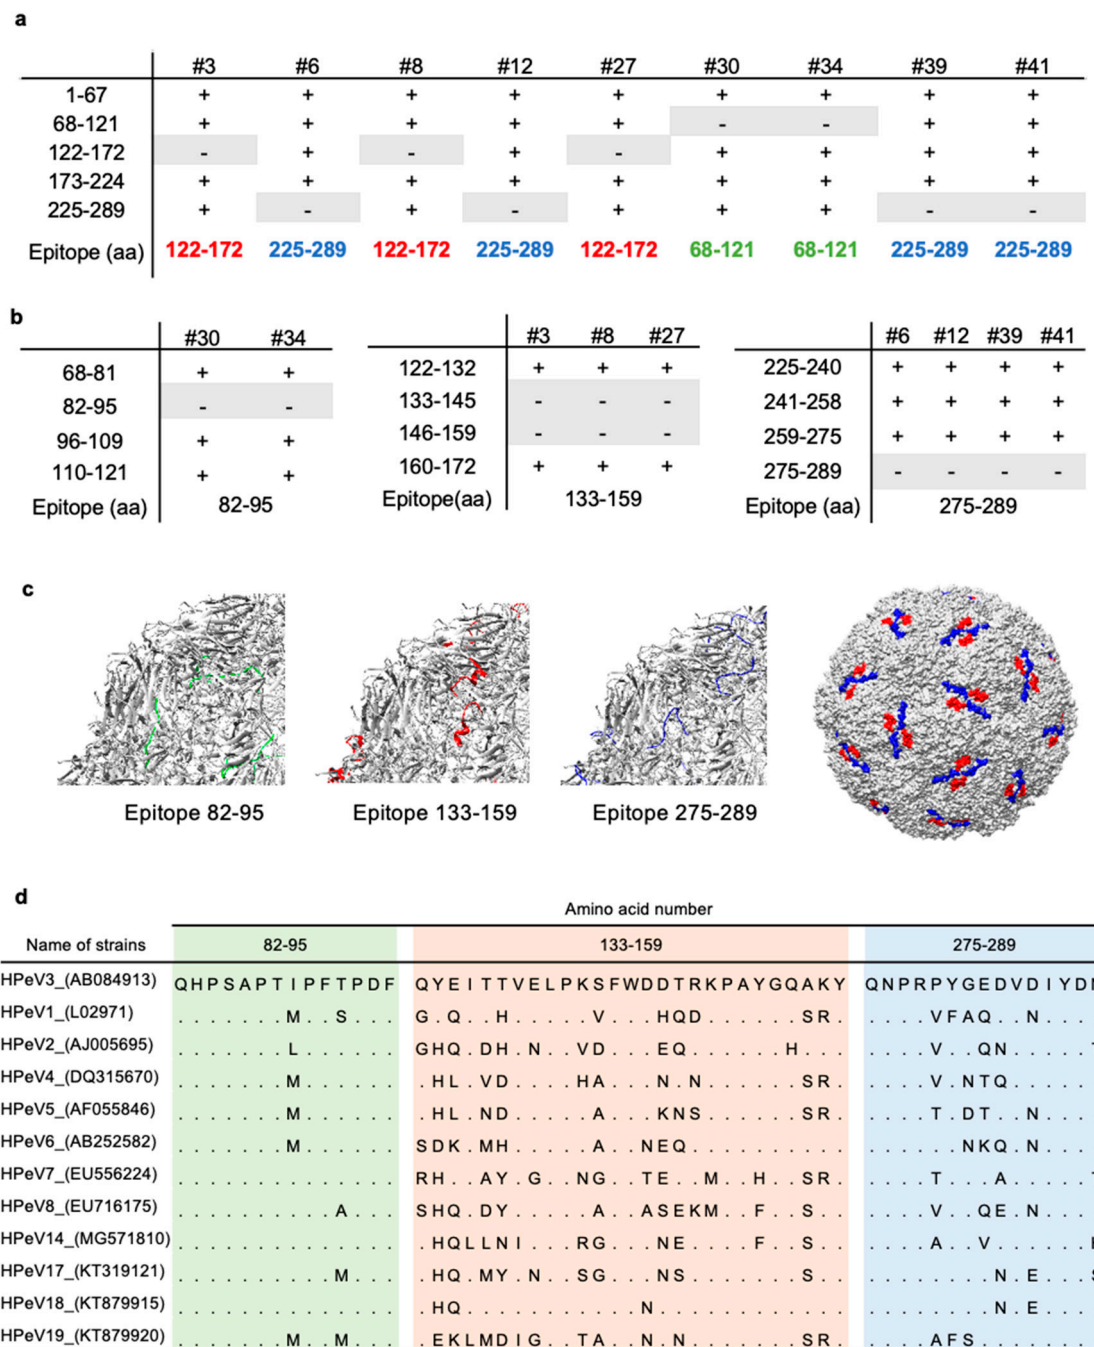 a
#3 #6 #8 #12 #27 #30 #34 #39 #41
1-67 + + + + + + + + +
68-121 + + + + + - - + +
122-172 - + - + - + + + +
173-224 + + + + + + + + +
225-289 + - + - + + + - -
Epitope (aa) 122-172 225-289 122-172 225-289 122-172 68-121 68-121 225-289 225-289
b
#30 #34
68-81 + +
82-95 - -
96-109 + +
110-121 + +
Epitope (aa) 82-95
#3 #8 #27
122-132 + + +
133-145 - - -
146-159 - - -
160-172 + + +
Epitope(aa) 133-159
#6 #12 #39 #41
225-240 + + + +
241-258 + + + +
259-275 + + + +
275-289 - - - -
Epitope (aa) 275-289
c
Epitope 82-95 Epitope 133-159 Epitope 275-289
d
Amino acid number
Name of strains 82-95 133-159 275-289
HPeV3_(AB084913) QHPSAPTIPFTPDF QYEITTVELPKSFWDDTRKPAYGQAKY QNPRPYGEDVDIYD
HPeV1_(L02971) .......M..S... G.Q..H.....V...HQD......SR. ....VFAQ..N...
HPeV2_(AJ005695) .......L...... GHQ.DH.N..VD...EQ......H... ....V..QN.....
HPeV4_(DQ315670) .......M...... .HL.VD....HA...N.N......SR. ....V.NTQ.....
HPeV5_(AF055846) .......M...... .HL.ND.....A...KNS......SR. ....T.DT..N...
HPeV6_(AB252582) .......M...... SDK.MH.....A..NEQ.......... ......NKQ.N...
HPeV7_(EU556224) .............. RH..AY.G..NG..TE..M..H..SR. ....T...A.....
HPeV8_(EU716175) ..........A... SHQ.DY.....A..ASEKM..F..S.. ....V..QE.N...
HPeV14_(MG571810) .............. .HQLLNI...RG...NE....F..S.. ....A..V......
HPeV17_(KT319121) ..........M... .HQ.MY.N..SG...NS.......S.. ........N.E...
HPeV18_(KT879915) .............. .HQ...........N............ ........N.E...
HPeV19_(KT879920) .......M..M... .EKLMDIG..TA..N.N......SR. ....AFS.......